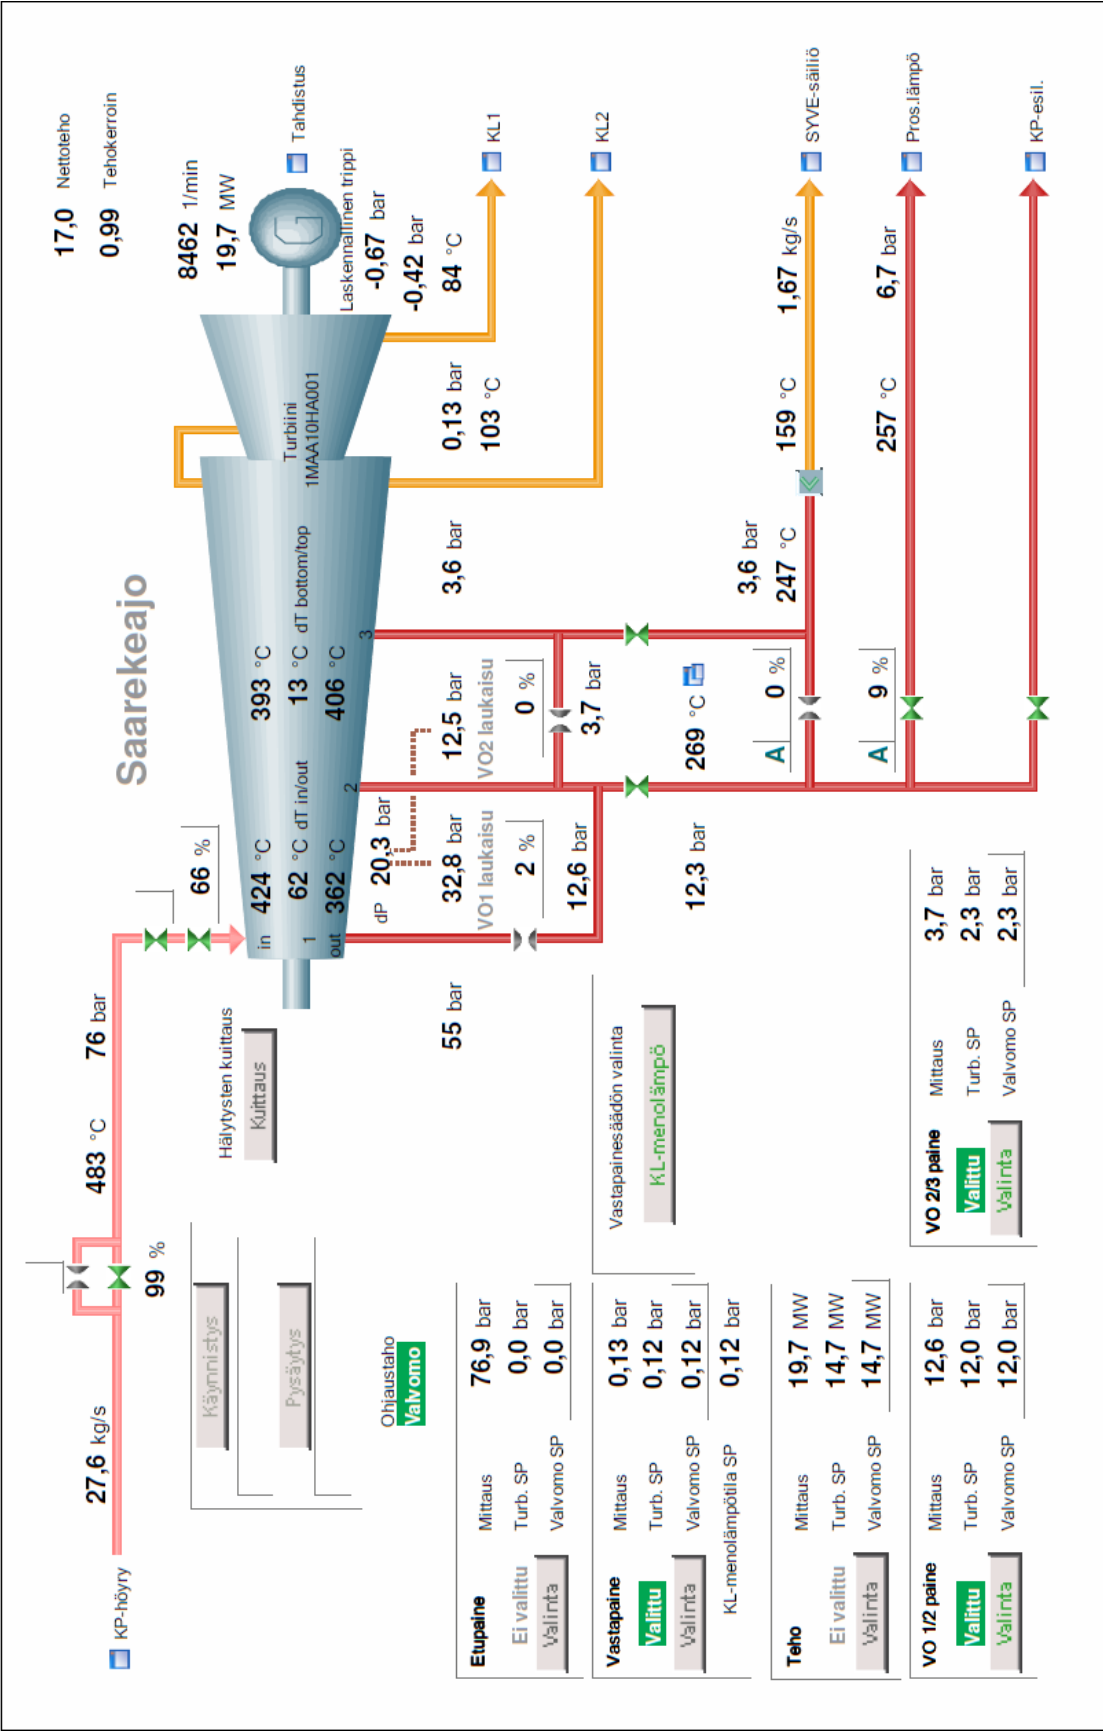 Saarekeajo
17,0 Nettoteho
0,99 Tehokerroin
8462 1/min
19,7 MW
Tahdistus
G
KP-höyry
27,6 kg/s
99 %
483 °C
76 bar
66 %
Käynnistys
Pysäytys
Hälytysten kuittaus
Kuittaus
in
424 °C
393 °C
1
62 °C dT in/out
13 °C dT bottom/top
out
362 °C
406 °C
2
3
Turbiini
1MAA10HA001
Laskennallinen trippi
-0,67 bar
-0,42 bar
84 °C
KL1
KL2
dP 20,3 bar
Ohjaustaho
Valvomo
55 bar
32,8 bar
12,5 bar
3,6 bar
0,13 bar
103 °C
VO1 laukaisu
VO2 laukaisu
2 %
0 %
12,6 bar
3,7 bar
12,3 bar
269 °C
3,6 bar
247 °C
159 °C
1,67 kg/s
SYVE-säiliö
A 0 %
A 9 %
257 °C
6,7 bar
Pros.lämpö
KP-esil.
Etupaine
Ei valittu
Valinta
Mittaus 76,9 bar
Turb. SP 0,0 bar
Valvomo SP 0,0 bar
Vastapaine
Valittu
Valinta
Mittaus 0,13 bar
Turb. SP 0,12 bar
Valvomo SP 0,12 bar
KL-menolämpötila SP 0,12 bar
Vastapainesäädön valinta
KL-menolämpö
Teho
Ei valittu
Valinta
Mittaus 19,7 MW
Turb. SP 14,7 MW
Valvomo SP 14,7 MW
VO 1/2 paine
Valittu
Valinta
Mittaus 12,6 bar
Turb. SP 12,0 bar
Valvomo SP 12,0 bar
VO 2/3 paine
Valittu
Valinta
Mittaus 3,7 bar
Turb. SP 2,3 bar
Valvomo SP 2,3 bar